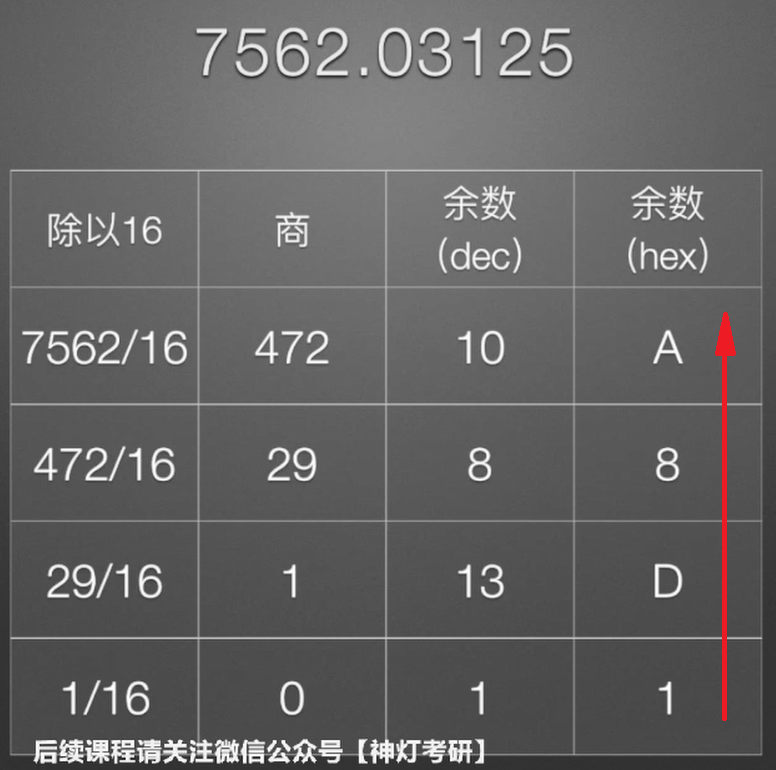 7562.03125
除以16 商 余数 (dec) 余数 (hex)
7562/16 472 10 A
472/16 29 8 8
29/16 1 13 D
1/16 0 1 1
后续课程请关注微信公众号【神灯考研】